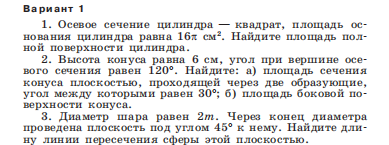 Вариант 1
1. Осевое сечение цилиндра — квадрат, площадь ос-
нования цилиндра равна 16π см². Найдите площадь пол-
ной поверхности цилиндра.
2. Высота конуса равна 6 см, угол при вершине осе-
вого сечения равен 120°. Найдите: а) площадь сечения
конуса плоскостью, проходящей через две образующие,
угол между которыми равен 30°; б) площадь боковой по-
верхности конуса.
3. Диаметр шара равен 2m. Через конец диаметра
проведена плоскость под углом 45° к нему. Найдите дли-
ну линии пересечения сферы этой плоскостью.